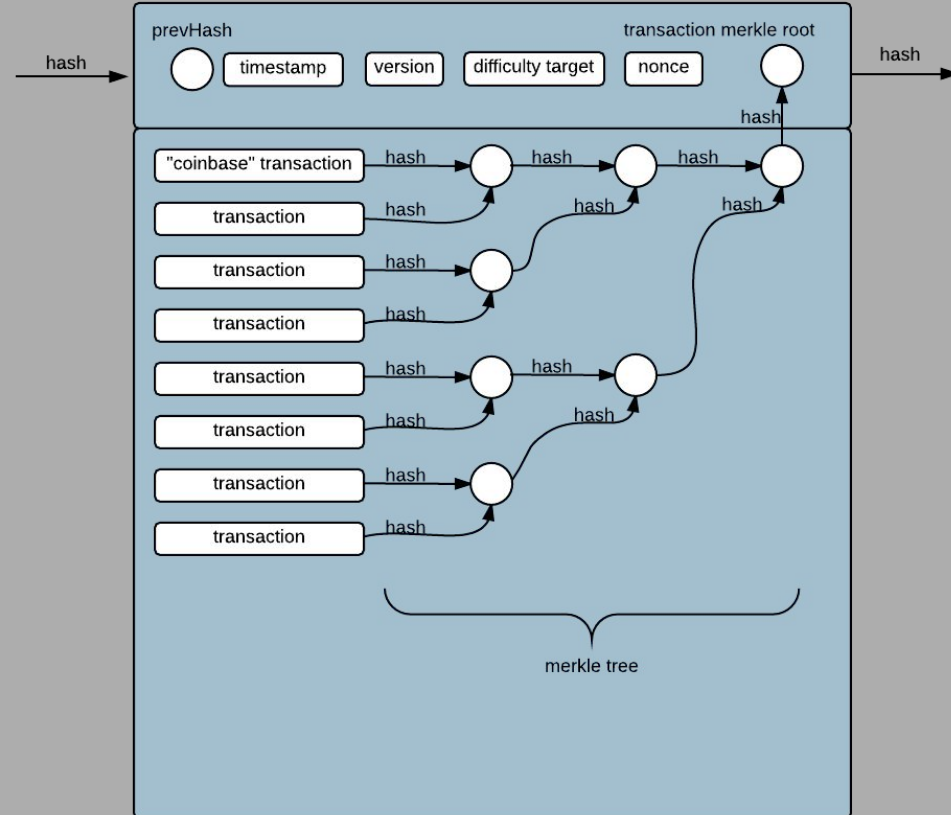 prevHash
transaction merkle root
hash
timestamp
version
difficulty target
nonce
hash
hash
"coinbase" transaction
hash
hash
hash
transaction
hash
hash
hash
transaction
hash
transaction
hash
transaction
hash
hash
transaction
hash
hash
transaction
hash
transaction
hash
merkle tree